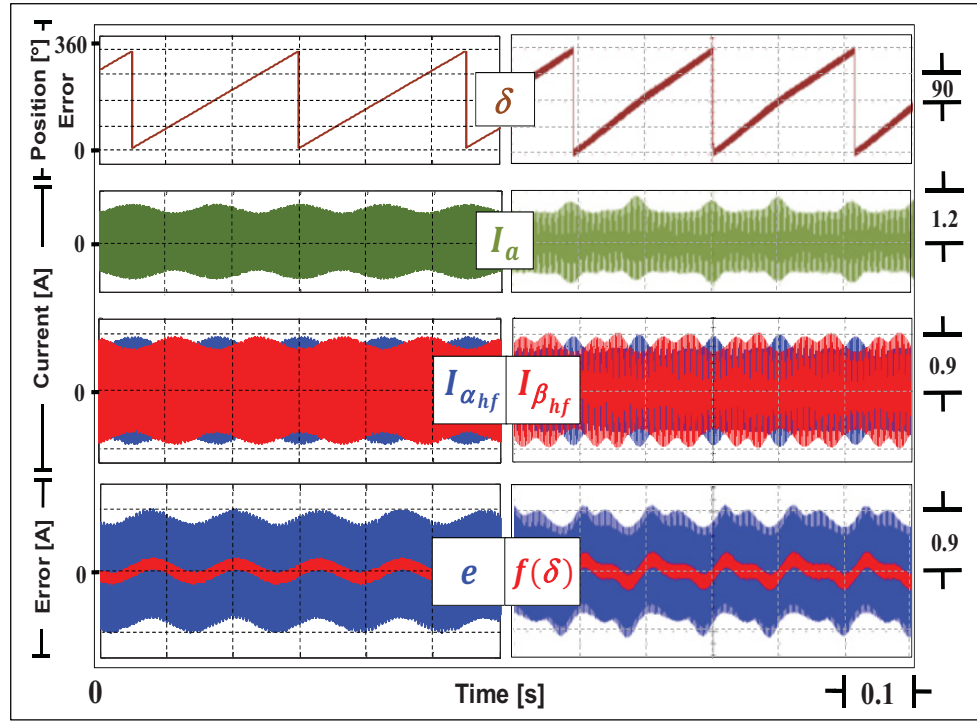 Position [°]
Error
360
0
δ
90
Current [A]
0
I_a
1.2
I_α_hf
I_β_hf
0.9
Error [A]
0
e
f(δ)
0.9
0
Time [s]
0.1